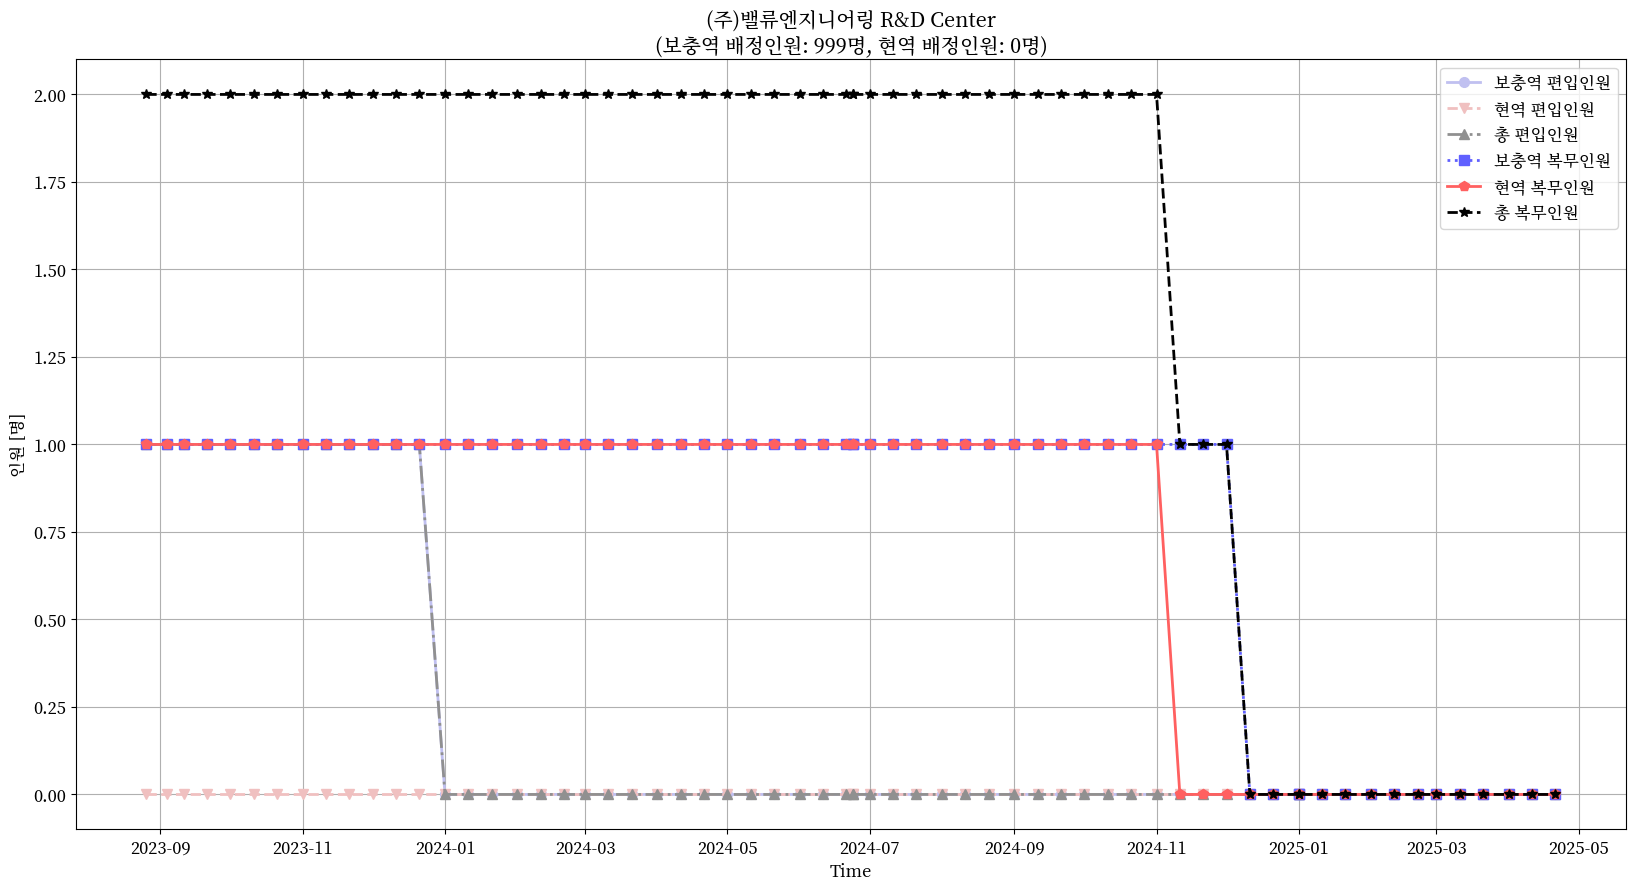 (주)밸류엔지니어링 R&D Center
(보충역 배정인원: 999명, 현역 배정인원: 0명)
보충역 편입인원
현역 편입인원
총 편입인원
보충역 복무인원
현역 복무인원
총 복무인원
인원 [명]
2.00
1.75
1.50
1.25
1.00
0.75
0.50
0.25
0.00
2023-09 2023-11 2024-01 2024-03 2024-05 2024-07 2024-09 2024-11 2025-01 2025-03 2025-05
Time